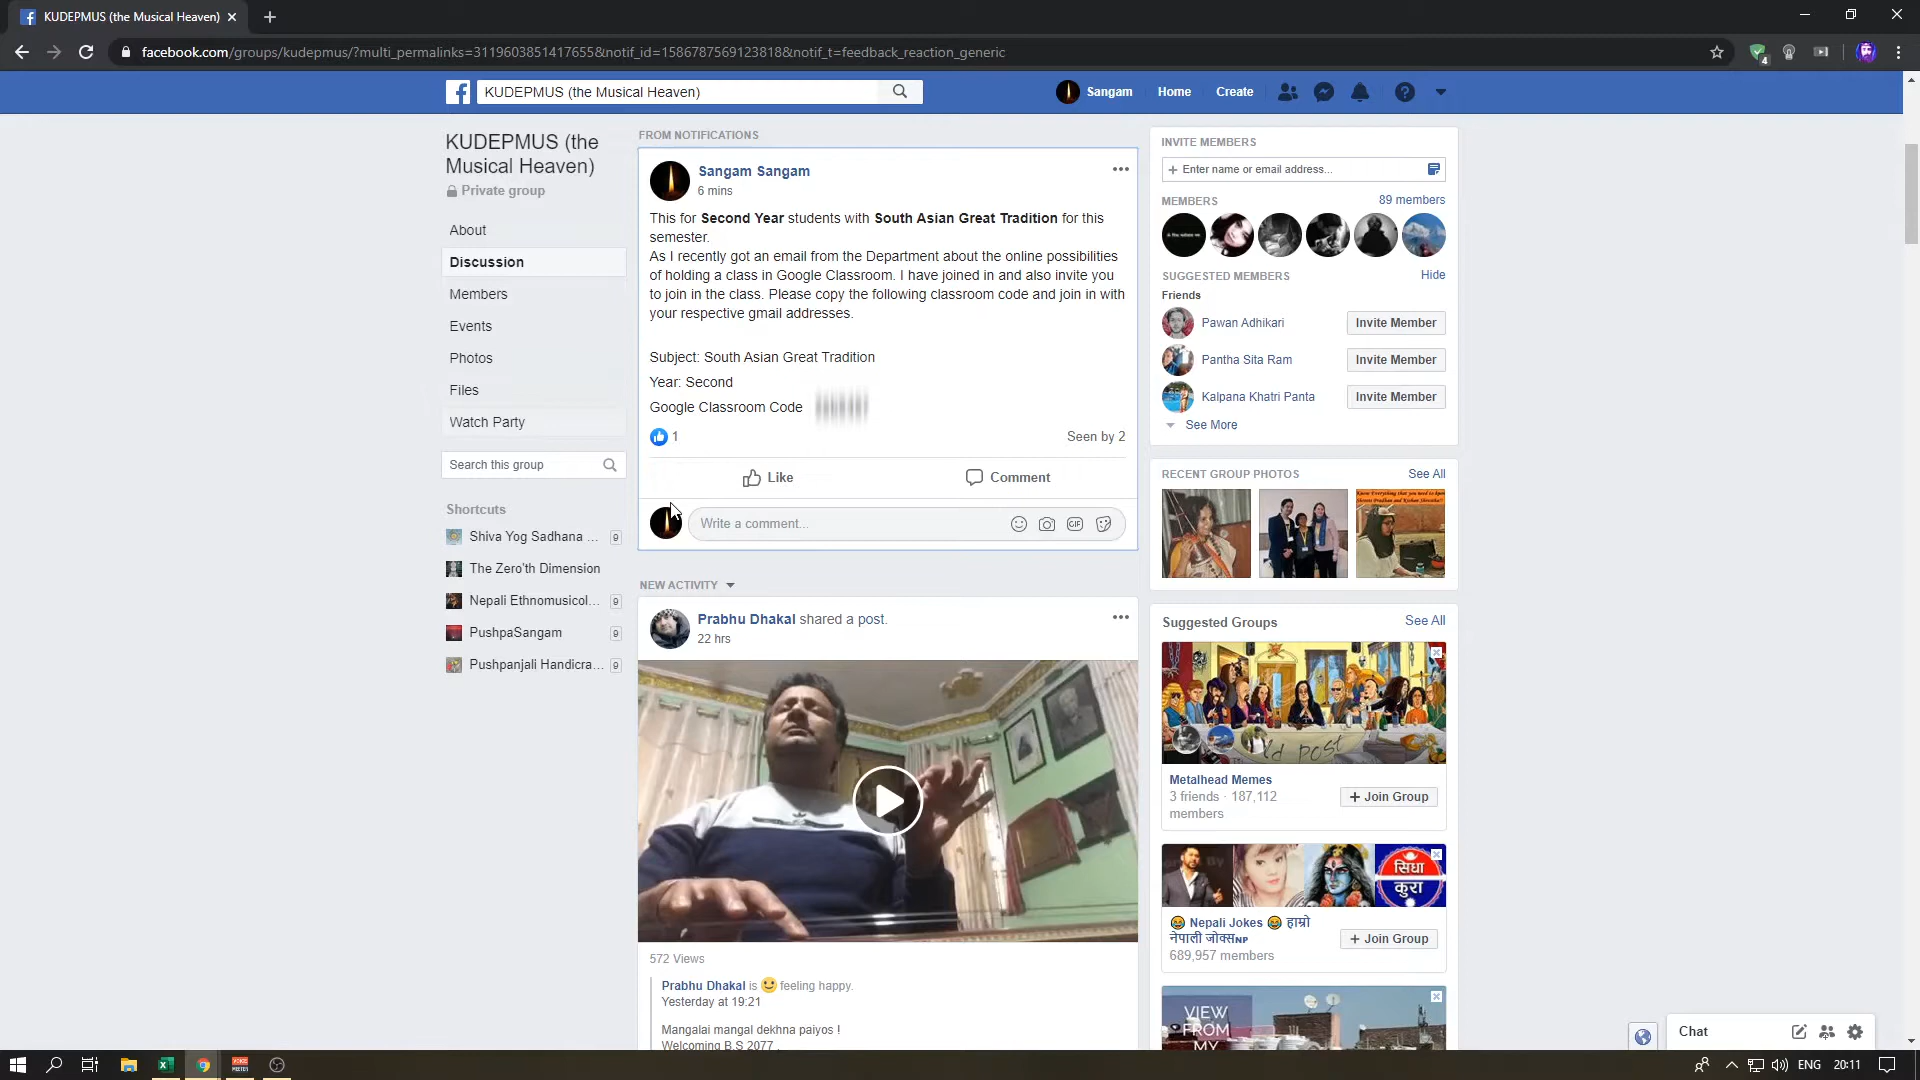 KUDEPMUS (the Musical Heaven)
facebook.com/groups/kudepmus/?multi_permalinks=3119603851417655&notif_id=1586787569123818&notif_t=feedback_reaction_generic
4
KUDEPMUS (the Musical Heaven)
Sangam
Home
Create
KUDEPMUS (the
Musical Heaven)
Private group
About
Discussion
Members
Events
Photos
Files
Watch Party
Search this group
Shortcuts
Shiva Yog Sadhana ... 9
The Zero'th Dimension
Nepali Ethnomusicol... 9
PushpaSangam 9
Pushpanjali Handicra... 9
FROM NOTIFICATIONS
Sangam Sangam
6 mins
This for Second Year students with South Asian Great Tradition for this
semester.
As I recently got an email from the Department about the online possibilities
of holding a class in Google Classroom. I have joined in and also invite you
to join in the class. Please copy the following classroom code and join in with
your respective gmail addresses.
Subject: South Asian Great Tradition
Year: Second
Google Classroom Code
1
Seen by 2
Like
Comment
Write a comment...
GIF
NEW ACTIVITY
Prabhu Dhakal shared a post.
22 hrs
572 Views
Prabhu Dhakal is feeling happy.
Yesterday at 19:21
Mangalai mangal dekhna paiyos !
Welcoming B.S 2077
INVITE MEMBERS
+ Enter name or email address...
MEMBERS
89 members
SUGGESTED MEMBERS
Hide
Friends
Pawan Adhikari
Invite Member
Pantha Sita Ram
Invite Member
Kalpana Khatri Panta
Invite Member
See More
RECENT GROUP PHOTOS
See All
Suggested Groups
See All
ld post
Metalhead Memes
3 friends · 187,112
members
+ Join Group
सिधा
कुरा
Nepali Jokes हाम्रो
नेपाली जोक्सNP
689,957 members
+ Join Group
VIEW
FROM
MY
Chat
ENG
20:11